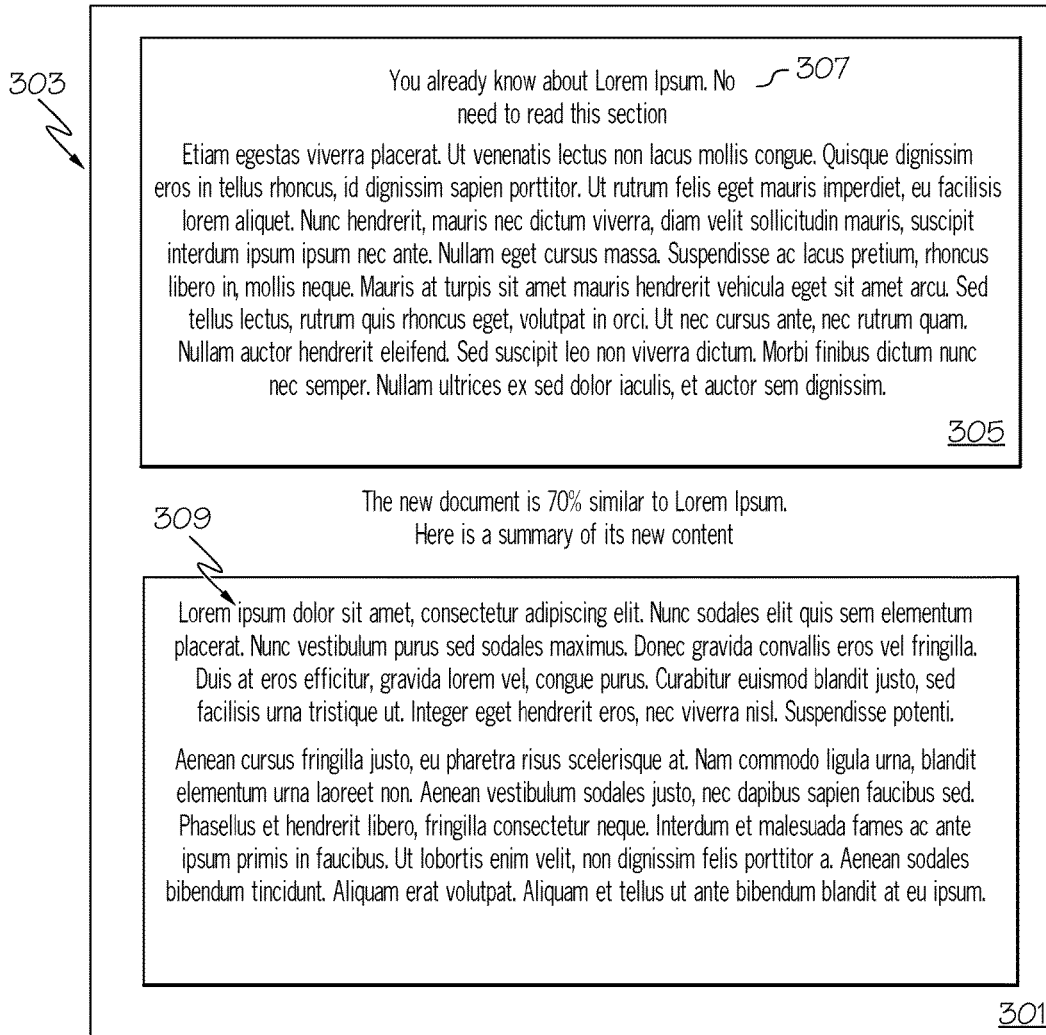 303
You already know about Lorem Ipsum. No
307
need to read this section
Etiam egestas viverra placerat. Ut venenatis lectus non lacus mollis congue. Quisque dignissim
eros in tellus rhoncus, id dignissim sapien porttitor. Ut rutrum felis eget mauris imperdiet, eu facilisis
lorem aliquet. Nunc hendrerit, mauris nec dictum viverra, diam velit sollicitudin mauris, suscipit
interdum ipsum ipsum nec ante. Nullam eget cursus massa. Suspendisse ac lacus pretium, rhoncus
libero in, mollis neque. Mauris at turpis sit amet mauris hendrerit vehicula eget sit amet arcu. Sed
tellus lectus, rutrum quis rhoncus eget, volutpat in orci. Ut nec cursus ante, nec rutrum quam.
Nullam auctor hendrerit eleifend. Sed suscipit leo non viverra dictum. Morbi finibus dictum nunc
nec semper. Nullam ultrices ex sed dolor iaculis, et auctor sem dignissim.
305
The new document is 70% similar to Lorem Ipsum.
Here is a summary of its new content
309
Lorem ipsum dolor sit amet, consectetur adipiscing elit. Nunc sodales elit quis sem elementum
placerat. Nunc vestibulum purus sed sodales maximus. Donec gravida convallis eros vel fringilla.
Duis at eros efficitur, gravida lorem vel, congue purus. Curabitur euismod blandit justo, sed
facilisis urna tristique ut. Integer eget hendrerit eros, nec viverra nisl. Suspendisse potenti.
Aenean cursus fringilla justo, eu pharetra risus scelerisque at. Nam commodo ligula urna, blandit
elementum urna laoreet non. Aenean vestibulum sodales justo, nec dapibus sapien faucibus sed.
Phasellus et hendrerit libero, fringilla consectetur neque. Interdum et malesuada fames ac ante
ipsum primis in faucibus. Ut lobortis enim velit, non dignissim felis porttitor a. Aenean sodales
bibendum tincidunt. Aliquam erat volutpat. Aliquam et tellus ut ante bibendum blandit at eu ipsum.
301